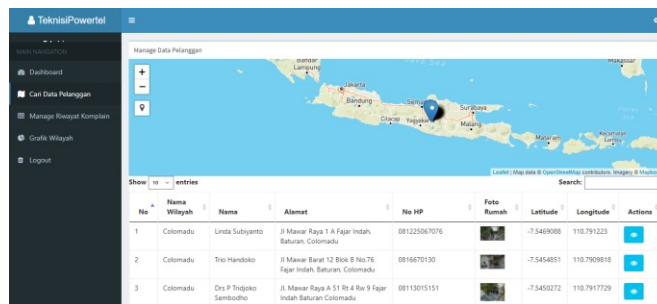 TeknisiPowertel
MAIN NAVIGATION
Dashboard
Cari Data Pelanggan
Manage Riwayat Komplain
Grafik Wilayah
Logout
Manage Data Pelanggan
+
−
Bandar
Lampung
Jakarta
Bandung
Cilacap
Surabaya
Malang
Mataram
Makassar
Java Sea
Leaflet | Map data © OpenStreetMap contributors, Imagery © Mapbox
Show 10 entries
Search:
No Nama Wilayah Nama Alamat No HP Foto Rumah Latitude Longitude Actions
1 Colomadu Linda Subiyanto Jl Mawar Raya 1 A Fajar Indah, 081225067076 -7.5469088 110.791223
Baturan, Colomadu
2 Colomadu Trio Handoko Jl Mawar Barat 12 Blok B No.76 0816670130 -7.5454851 110.7909818
Fajar Indah, Baturan, Colomadu
3 Colomadu Drs P Tridjoko Jl. Mawar Raya A 51 Rt 4 Rw 9 Fajar 08113015151 -7.5450272 110.7917729
Sembodho Indah Baturan Colomadu